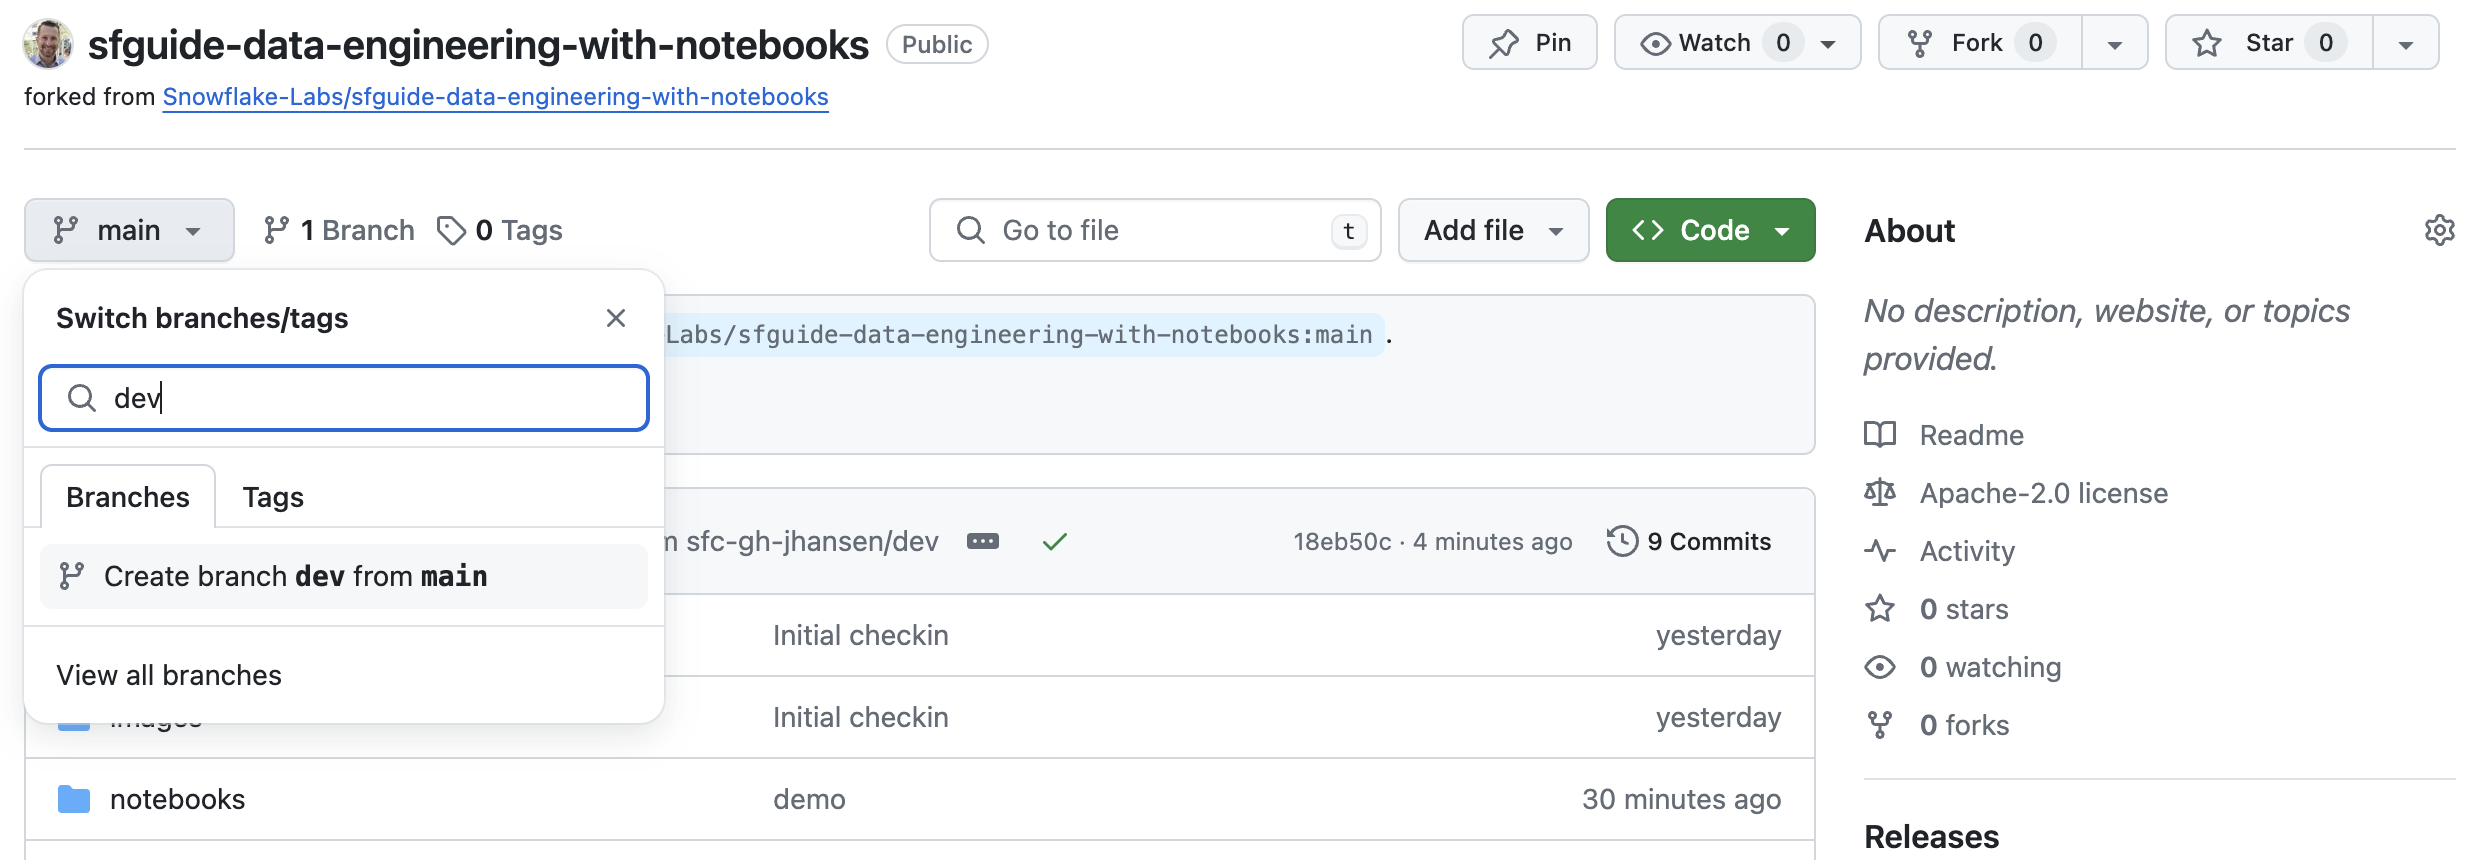 sfguide-data-engineering-with-notebooks Public
Pin
Watch 0
Fork 0
Star 0
forked from Snowflake-Labs/sfguide-data-engineering-with-notebooks
main
1 Branch
0 Tags
Go to file t
Add file
Code
Switch branches/tags
dev
Branches Tags
Create branch dev from main
View all branches
Labs/sfguide-data-engineering-with-notebooks:main .
sfc-gh-jhansen/dev
18eb50c · 4 minutes ago
9 Commits
Initial checkin yesterday
images Initial checkin yesterday
notebooks demo 30 minutes ago
About
No description, website, or topics
provided.
Readme
Apache-2.0 license
Activity
0 stars
0 watching
0 forks
Releases